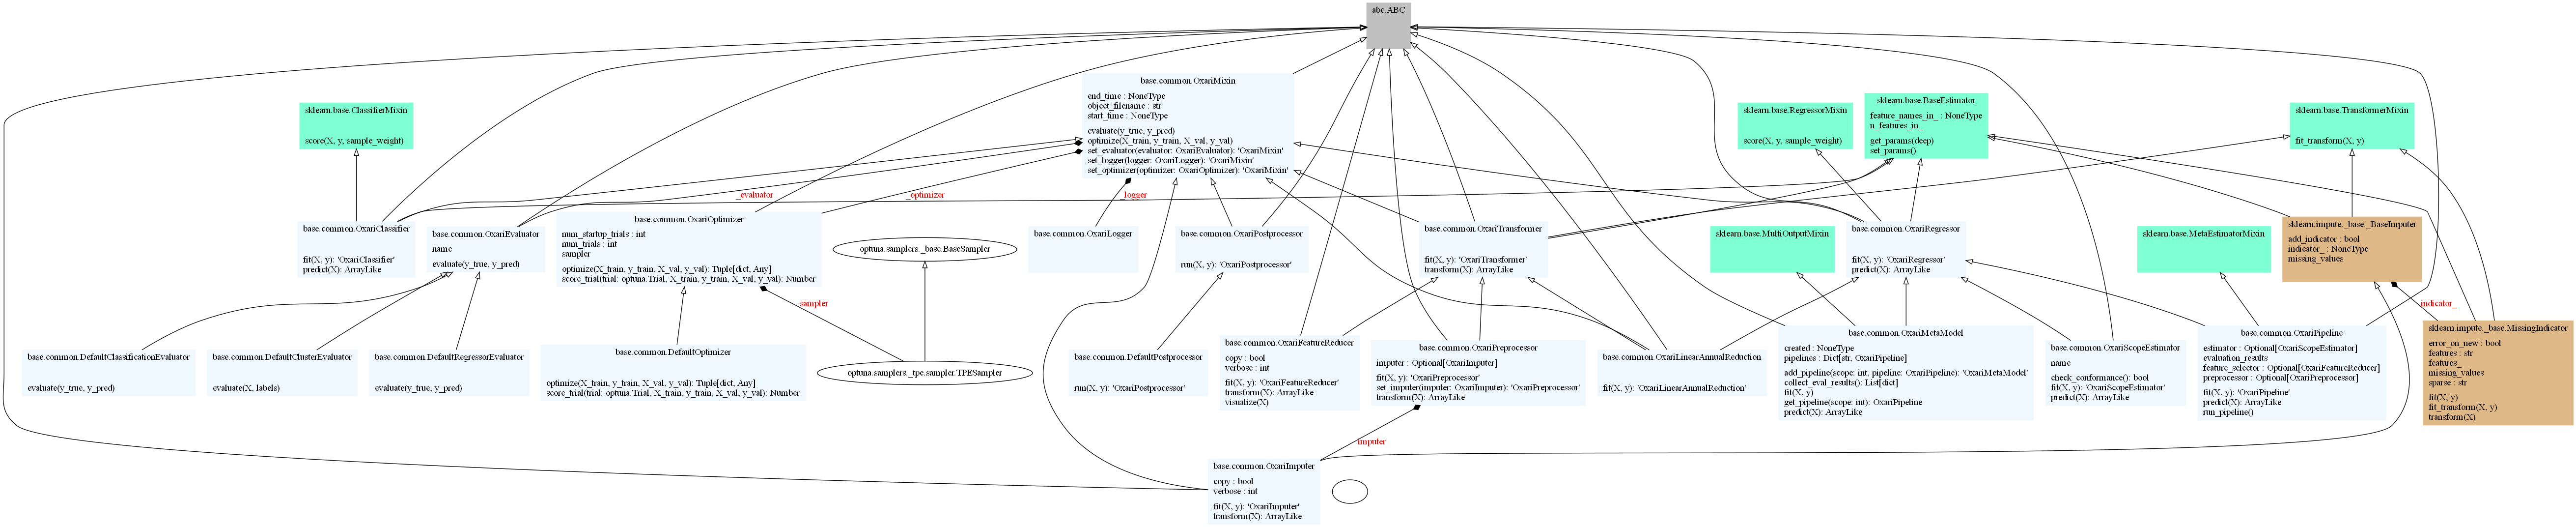 abc.ABC
base.common.OxariMixin
end_time : NoneType
object_filename : str
start_time : NoneType
evaluate(y_true, y_pred)
optimize(X_train, y_train, X_val, y_val)
set_evaluator(evaluator: OxariEvaluator): 'OxariMixin'
set_logger(logger: OxariLogger): 'OxariMixin'
set_optimizer(optimizer: OxariOptimizer): 'OxariMixin'
sklearn.base.ClassifierMixin
score(X, y, sample_weight)
sklearn.base.RegressorMixin
score(X, y, sample_weight)
sklearn.base.BaseEstimator
feature_names_in_ : NoneType
n_features_in_
get_params(deep)
set_params()
sklearn.base.TransformerMixin
fit_transform(X, y)
_evaluator
_optimizer
_logger
base.common.OxariClassifier
fit(X, y): 'OxariClassifier'
predict(X): ArrayLike
base.common.OxariEvaluator
name
evaluate(y_true, y_pred)
base.common.OxariOptimizer
num_startup_trials : int
num_trials : int
sampler
optimize(X_train, y_train, X_val, y_val): Tuple[dict, Any]
score_trial(trial: optuna.Trial, X_train, y_train, X_val, y_val): Number
optuna.samplers._base.BaseSampler
base.common.OxariLogger
base.common.OxariPostprocessor
run(X, y): 'OxariPostprocessor'
base.common.OxariTransformer
fit(X, y): 'OxariTransformer'
transform(X): ArrayLike
sklearn.base.MultiOutputMixin
base.common.OxariRegressor
fit(X, y): 'OxariRegressor'
predict(X): ArrayLike
sklearn.base.MetaEstimatorMixin
sklearn.impute._base._BaseImputer
add_indicator : bool
indicator_ : NoneType
missing_values
sampler
indicator_
base.common.DefaultClassificationEvaluator
evaluate(y_true, y_pred)
base.common.DefaultClusterEvaluator
evaluate(X, labels)
base.common.DefaultRegressorEvaluator
evaluate(y_true, y_pred)
base.common.DefaultOptimizer
optimize(X_train, y_train, X_val, y_val): Tuple[dict, Any]
score_trial(trial: optuna.Trial, X_train, y_train, X_val, y_val): Number
optuna.samplers._tpe.sampler.TPESampler
base.common.DefaultPostprocessor
run(X, y): 'OxariPostprocessor'
base.common.OxariFeatureReducer
copy : bool
verbose : int
fit(X, y): 'OxariFeatureReducer'
transform(X): ArrayLike
visualize(X)
base.common.OxariPreprocessor
imputer : Optional[OxariImputer]
fit(X, y): 'OxariPreprocessor'
set_imputer(imputer: OxariImputer): 'OxariPreprocessor'
transform(X): ArrayLike
base.common.OxariLinearAnnualReduction
fit(X, y): 'OxariLinearAnnualReduction'
base.common.OxariMetaModel
created : NoneType
pipelines : Dict[str, OxariPipeline]
add_pipeline(scope: int, pipeline: OxariPipeline): 'OxariMetaModel'
collect_eval_results(): List[dict]
fit(X, y)
get_pipeline(scope: int): OxariPipeline
predict(X): ArrayLike
base.common.OxariScopeEstimator
name
check_conformance(): bool
fit(X, y): 'OxariScopeEstimator'
predict(X): ArrayLike
base.common.OxariPipeline
estimator : Optional[OxariScopeEstimator]
evaluation_results
feature_selector : Optional[OxariFeatureReducer]
preprocessor : Optional[OxariPreprocessor]
fit(X, y): 'OxariPipeline'
predict(X): ArrayLike
run_pipeline()
sklearn.impute._base.MissingIndicator
error_on_new : bool
features : str
features_
missing_values
sparse : str
fit(X, y)
fit_transform(X, y)
transform(X)
imputer
base.common.OxariImputer
copy : bool
verbose : int
fit(X, y): 'OxariImputer'
transform(X): ArrayLike